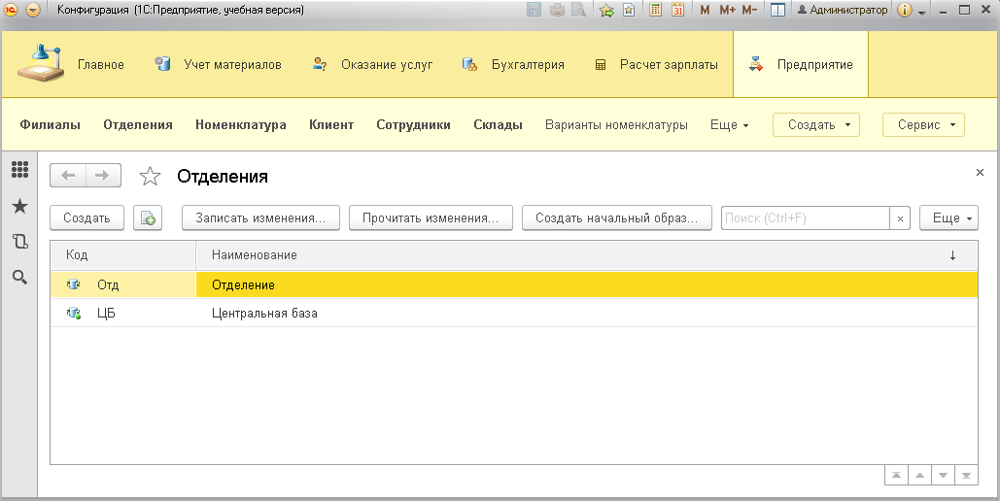 Конфигурация (1С:Предприятие, учебная версия) 31 M M+ M- Администратор
Главное Учет материалов Оказание услуг Бухгалтерия Расчет зарплаты Предприятие
Филиалы Отделения Номенклатура Клиент Сотрудники Склады Варианты номенклатуры Еще Создать Сервис
Отделения
Создать Записать изменения... Прочитать изменения... Создать начальный образ... Поиск (Ctrl+F) × Еще
Код Наименование ↓
Отд Отделение
ЦБ Центральная база